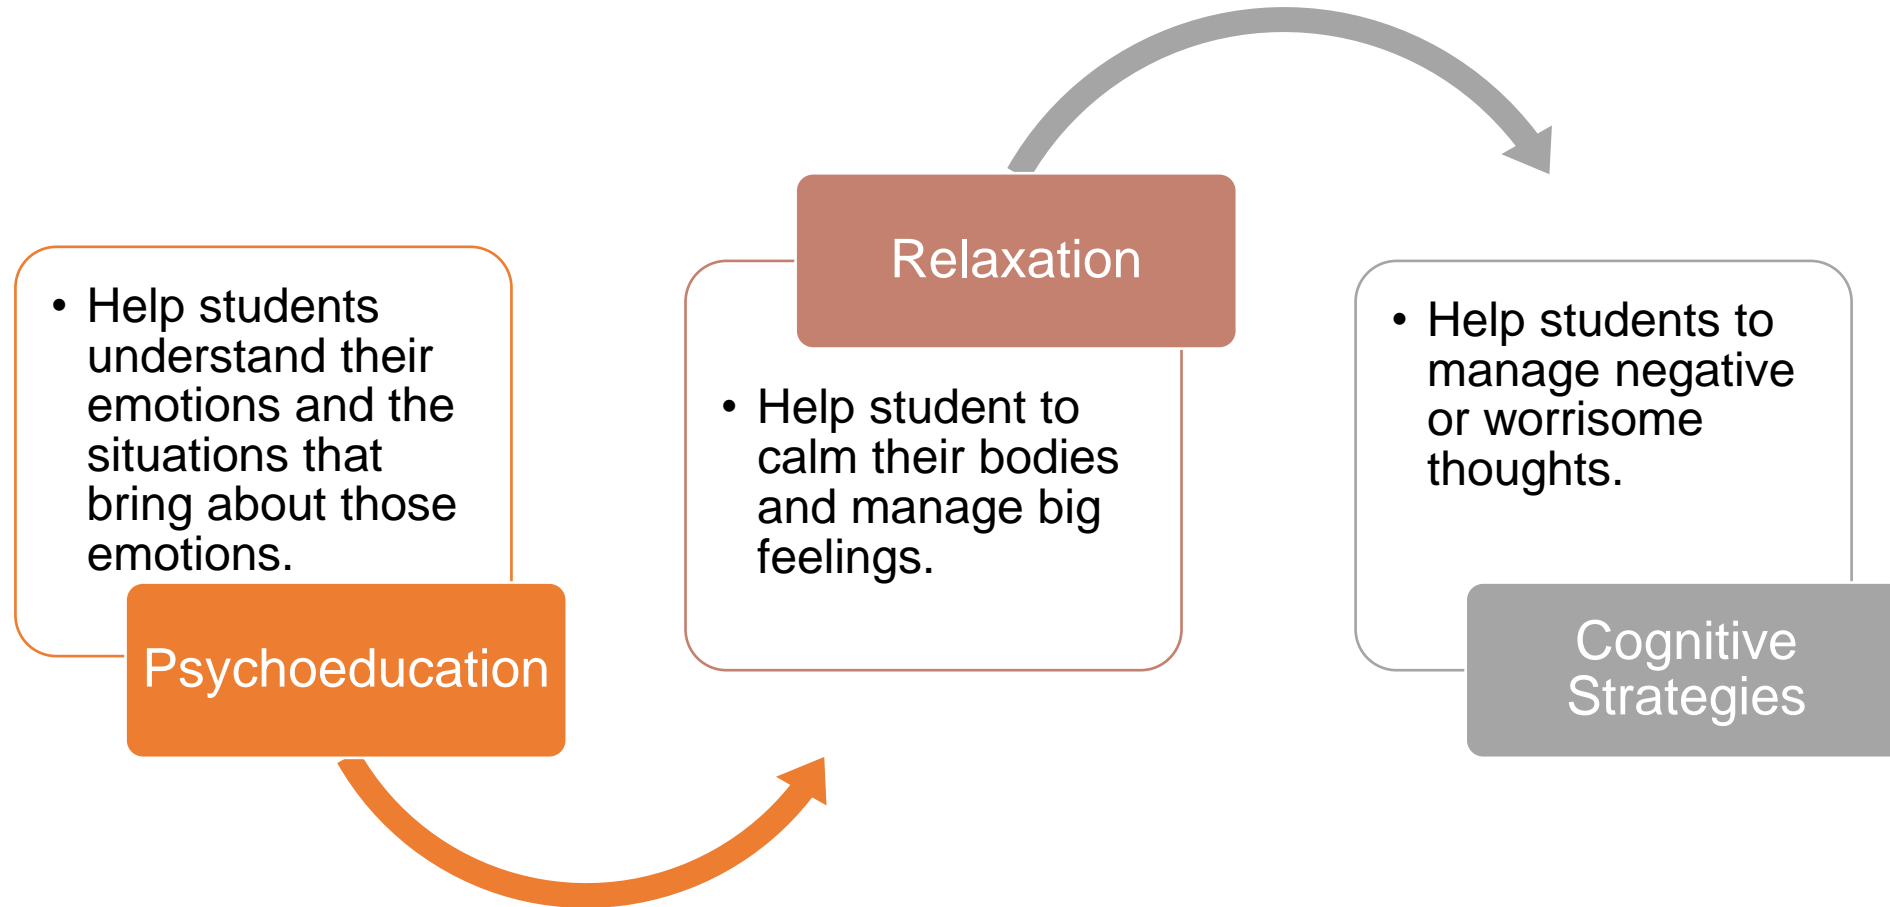 • Help students
understand their
emotions and the
situations that
bring about those
emotions.
Psychoeducation
Relaxation
• Help student to
calm their bodies
and manage big
feelings.
• Help students to
manage negative
or worrisome
thoughts.
Cognitive
Strategies